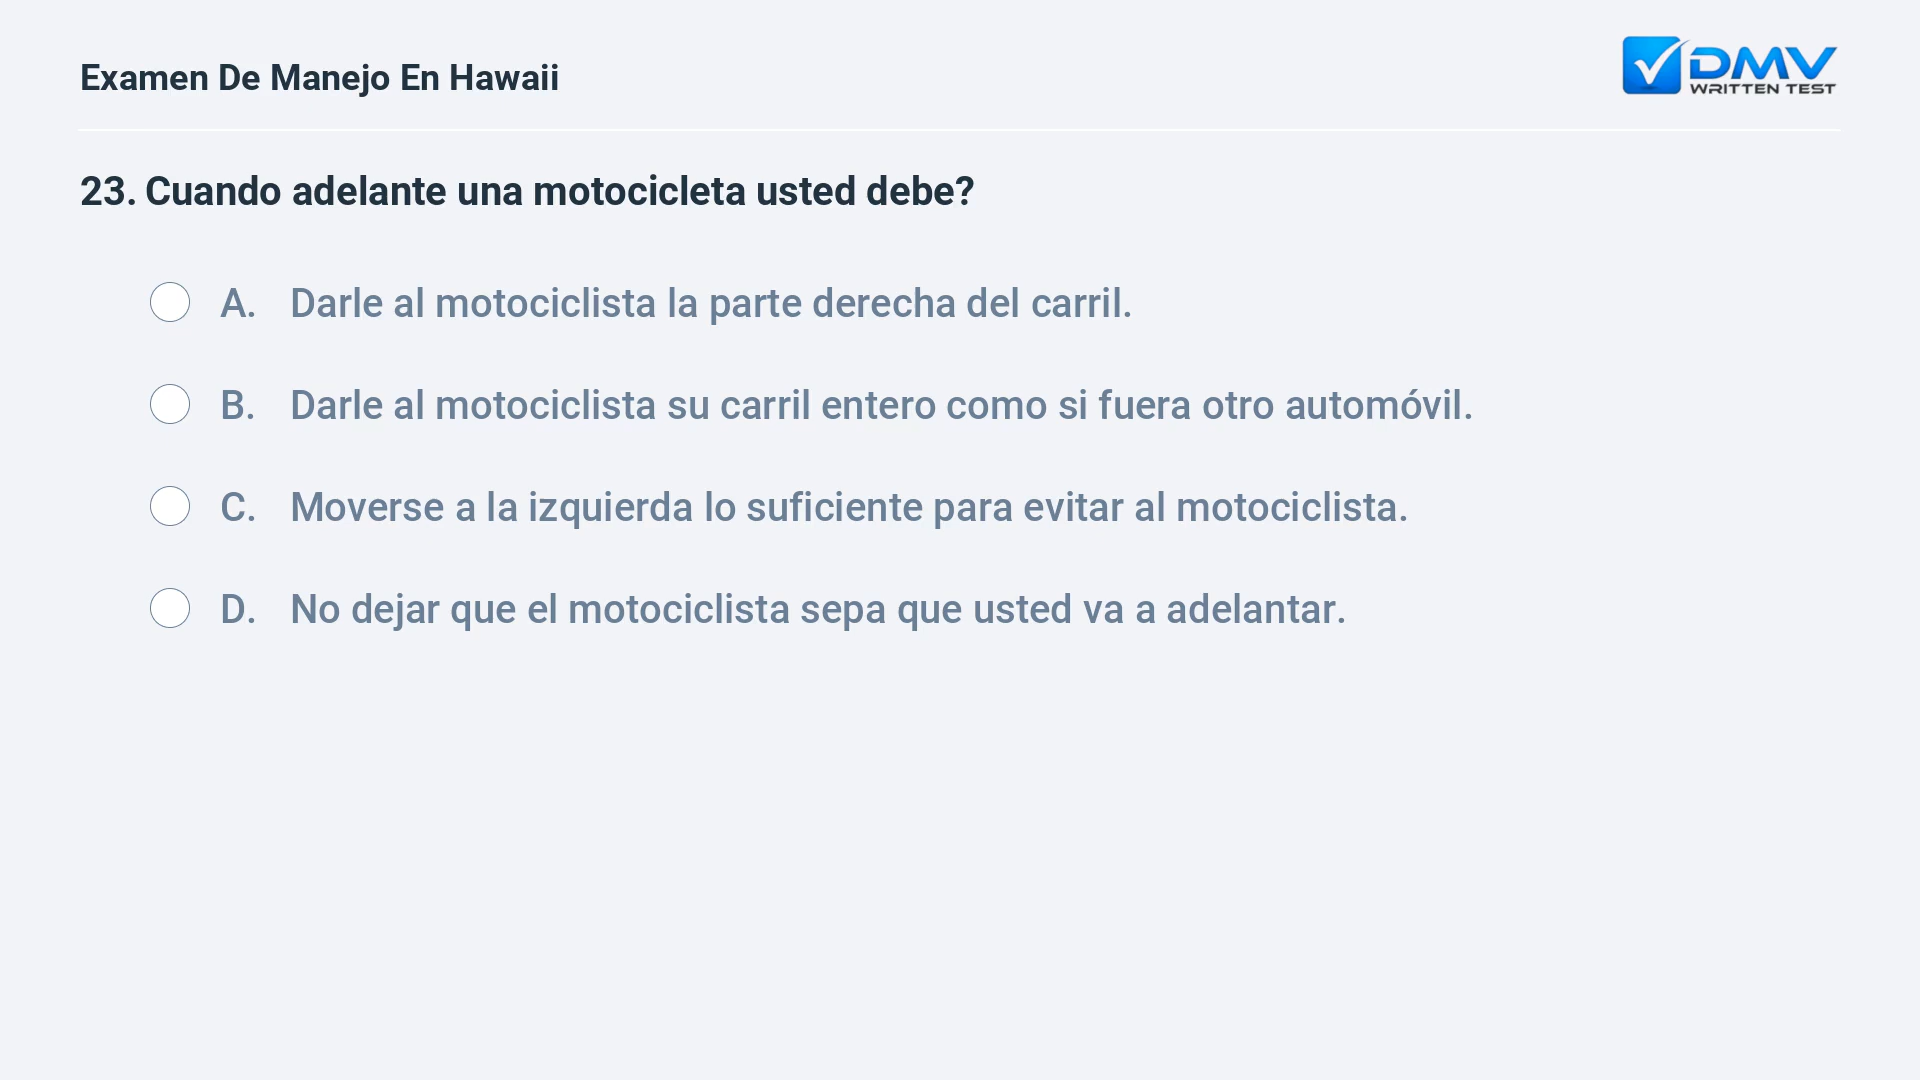 Examen De Manejo En Hawaii
DMV
WRITTEN TEST
23. Cuando adelante una motocicleta usted debe?
A. Darle al motociclista la parte derecha del carril.
B. Darle al motociclista su carril entero como si fuera otro automóvil.
C. Moverse a la izquierda lo suficiente para evitar al motociclista.
D. No dejar que el motociclista sepa que usted va a adelantar.